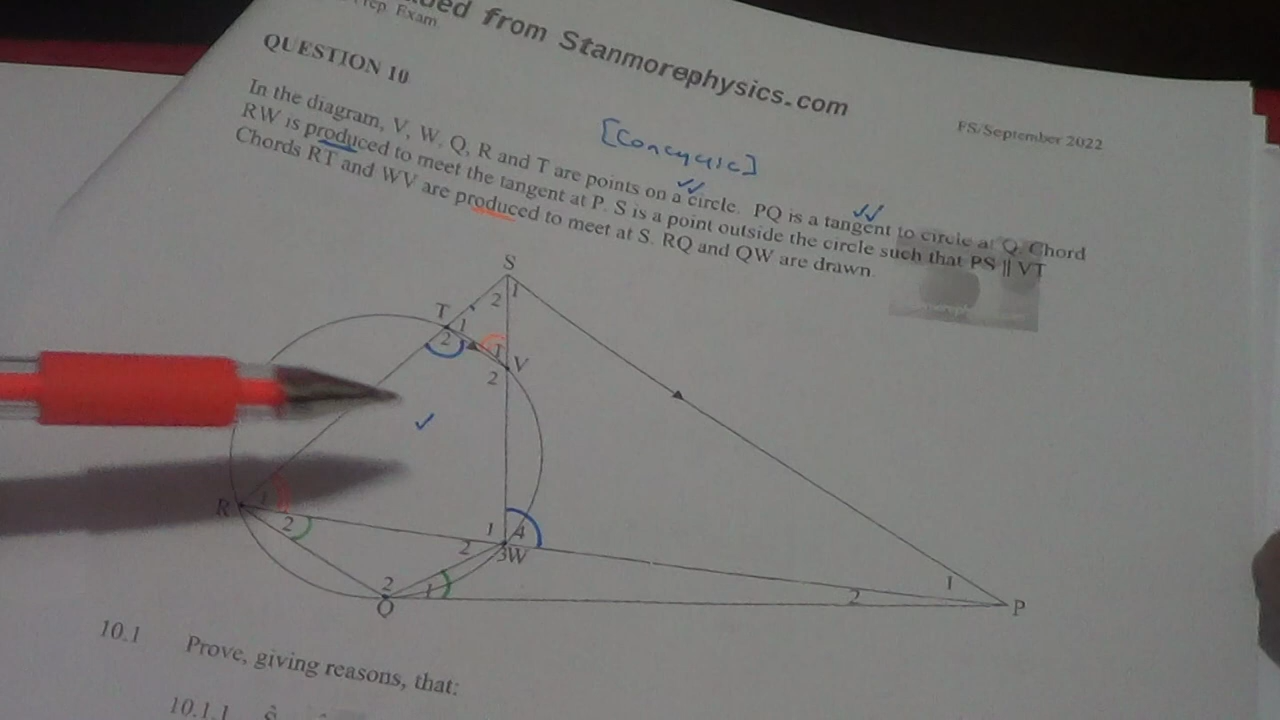 ded from Stanmorephysics.com
rep. Exam
FS/September 2022
QUESTION 10
[Concyclic]
In the diagram, V, W, Q, R and T are points on a circle. PQ is a tangent to circle at Q. Chord
RW is produced to meet the tangent at P. S is a point outside the circle such that PS || VT
Chords RT and WV are produced to meet at S. RQ and QW are drawn.
S
1
2
T
1
2
1
V
2
R
1
2
1
4
2
3W
2
1
Q
1
2
P
10.1 Prove, giving reasons, that:
10.1.1